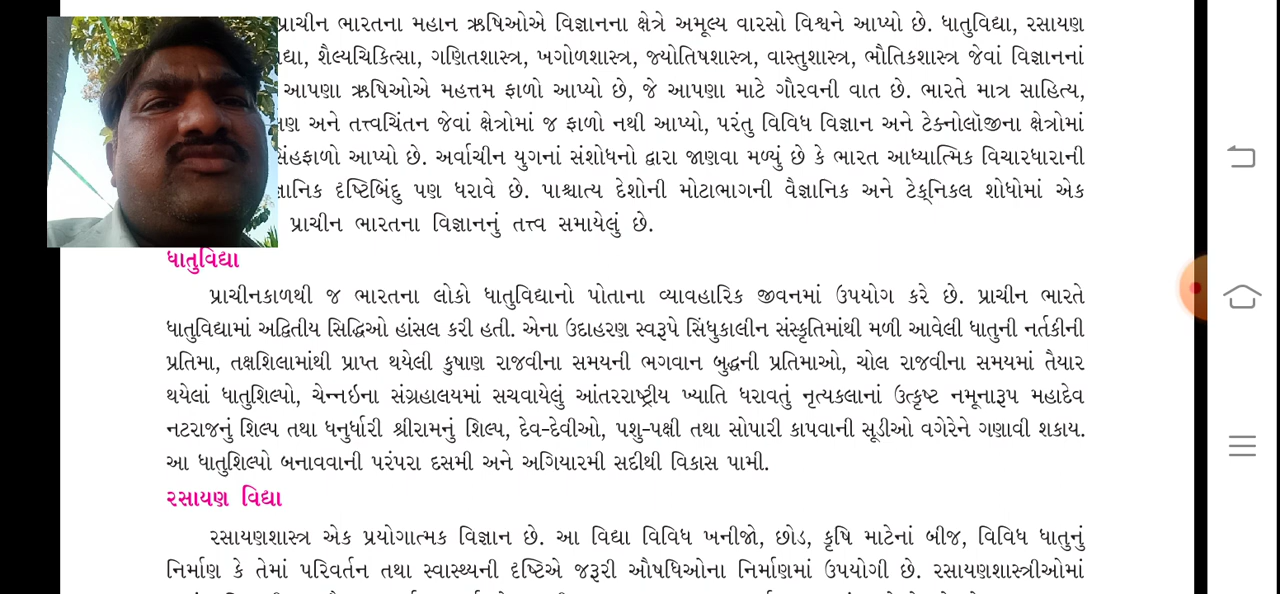 પ્રાચીન ભારતના મહાન ઋષિઓએ વિજ્ઞાનના ક્ષેત્રે અમૂલ્ય વારસો વિશ્વને આપ્યો છે. ધાતુવિદ્યા, રસાયણ
શૈલ્યચિકિત્સા, ગણિતશાસ્ત્ર, ખગોળશાસ્ત્ર, જ્યોતિષશાસ્ત્ર, વાસ્તુશાસ્ત્ર, ભૌતિકશાસ્ત્ર જેવાં વિજ્ઞાનનાં
આપણા ઋષિઓએ મહત્તમ ફાળો આપ્યો છે, જે આપણા માટે ગૌરવની વાત છે. ભારતે માત્ર સાહિત્ય,
અને તત્ત્વચિંતન જેવાં ક્ષેત્રોમાં જ ફાળો નથી આપ્યો, પરંતુ વિવિધ વિજ્ઞાન અને ટેક્નોલૉજીના ક્ષેત્રોમાં
આપ્યો છે. અર્વાચીન યુગનાં સંશોધનો દ્વારા જાણવા મળ્યું છે કે ભારત આધ્યાત્મિક વિચારધારાની
દૃષ્ટિબિંદુ પણ ધરાવે છે. પાશ્ચાત્ય દેશોની મોટાભાગની વૈજ્ઞાનિક અને ટેક્નિકલ શોધોમાં એક
પ્રાચીન ભારતના વિજ્ઞાનનું તત્ત્વ સમાયેલું છે.
ધાતુવિદ્યા
પ્રાચીનકાળથી જ ભારતના લોકો ધાતુવિદ્યાનો પોતાના વ્યાવહારિક જીવનમાં ઉપયોગ કરે છે. પ્રાચીન ભારતે
ધાતુવિદ્યામાં અદ્વિતીય સિદ્ધિઓ હાંસલ કરી હતી. એના ઉદાહરણ સ્વરૂપે સિંધુકાલીન સંસ્કૃતિમાંથી મળી આવેલી ધાતુની નર્તકીની
પ્રતિમા, તક્ષશિલામાંથી પ્રાપ્ત થયેલી કુષાણ રાજવીના સમયની ભગવાન બુદ્ધની પ્રતિમાઓ, ચોલ રાજવીના સમયમાં તૈયાર
થયેલાં ધાતુશિલ્પો, ચેન્નઇના સંગ્રહાલયમાં સચવાયેલું આંતરરાષ્ટ્રીય ખ્યાતિ ધરાવતું નૃત્યકલાનાં ઉત્કૃષ્ટ નમૂનારૂપ મહાદેવ
નટરાજનું શિલ્પ તથા ધનુર્ધારી શ્રીરામનું શિલ્પ, દેવ-દેવીઓ, પશુ-પક્ષી તથા સોપારી કાપવાની સૂડીઓ વગેરેને ગણાવી શકાય.
આ ધાતુશિલ્પો બનાવવાની પરંપરા દસમી અને અગિયારમી સદીથી વિકાસ પામી.
રસાયણ વિદ્યા
રસાયણશાસ્ત્ર એક પ્રયોગાત્મક વિજ્ઞાન છે. આ વિદ્યા વિવિધ ખનીજો, છોડ, કૃષિ માટેનાં બીજ, વિવિધ ધાતુનું
નિર્માણ કે તેમાં પરિવર્તન તથા સ્વાસ્થ્યની દૃષ્ટિએ જરૂરી ઔષધિઓના નિર્માણમાં ઉપયોગી છે. રસાયણશાસ્ત્રીઓમાં